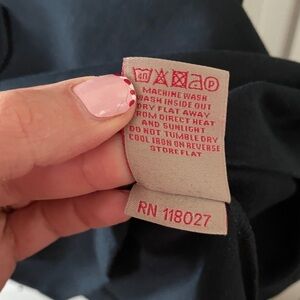 40 P
MACHINE WASH
WASH INSIDE OUT
DRY FLAT AWAY
FROM DIRECT HEAT
AND SUNLIGHT
DO NOT TUMBLE DRY
COOL IRON ON REVERSE
STORE FLAT
RN 118027